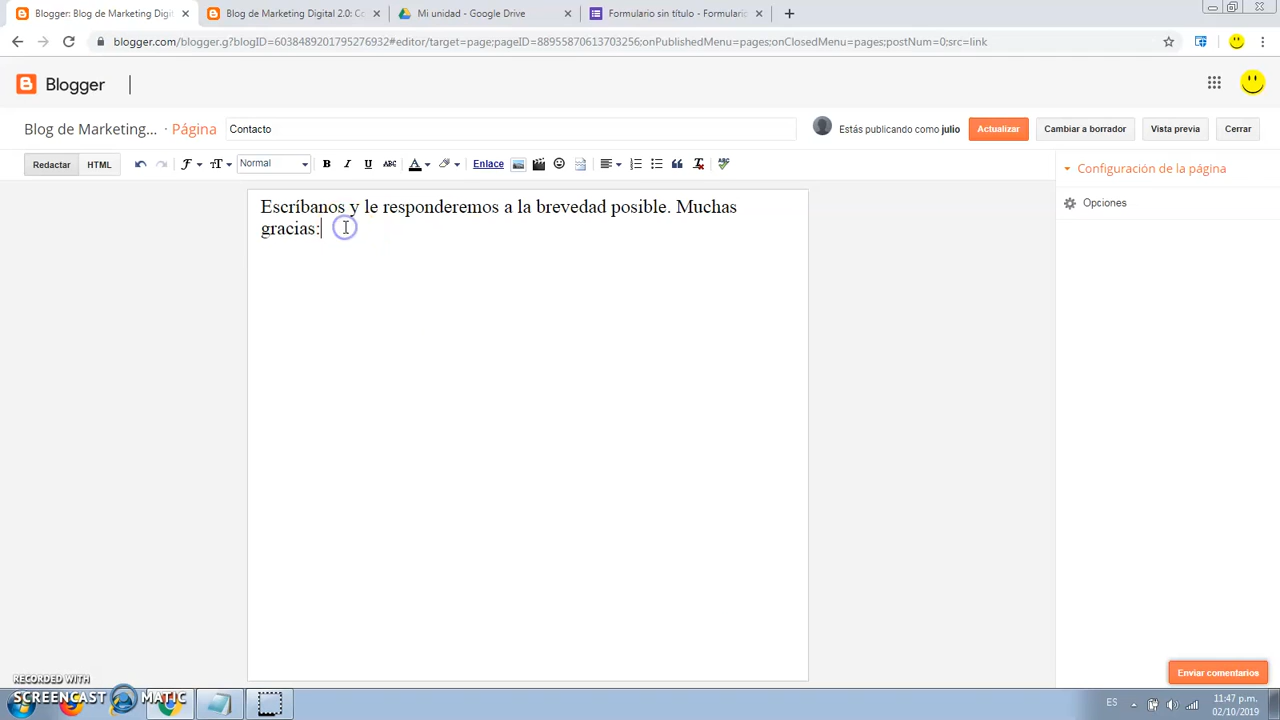 Blogger: Blog de Marketing Digit
Blog de Marketing Digital 2.0: Co
Mi unidad - Google Drive
Formulario sin título - Formulario
blogger.com/blogger.g?blogID=6038489201795276932#editor/target=page;pageID=88955870613703256;onPublishedMenu=pages;onClosedMenu=pages;postNum=0;src=link
Blogger
Blog de Marketing... · Página
Contacto
Estás publicando como julio
Actualizar
Cambiar a borrador
Vista previa
Cerrar
Redactar HTML
Normal
B I U ABC
A
Enlace
Configuración de la página
Opciones
Escríbanos y le responderemos a la brevedad posible. Muchas
gracias:
Enviar comentarios
RECORDED WITH
SCREENCAST MATIC
ES
11:47 p.m.
02/10/2019